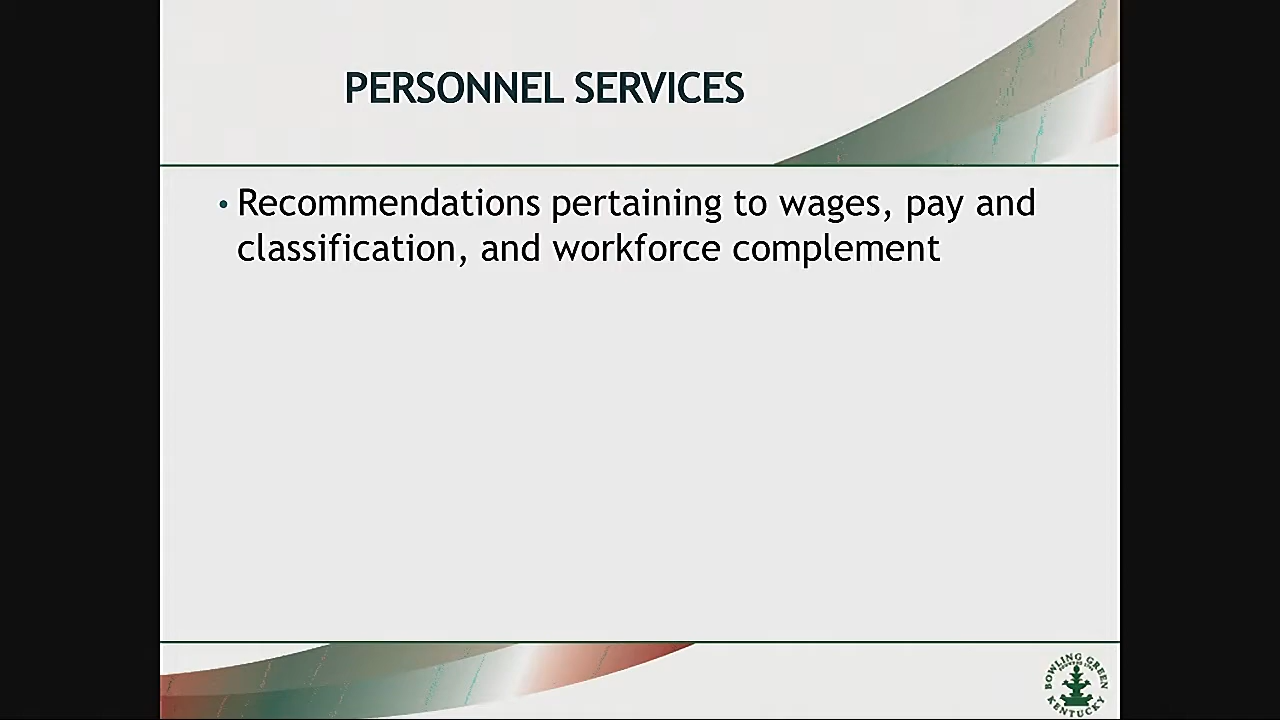 PERSONNEL SERVICES
• Recommendations pertaining to wages, pay and
classification, and workforce complement
BOWLING GREEN
KENTUCKY